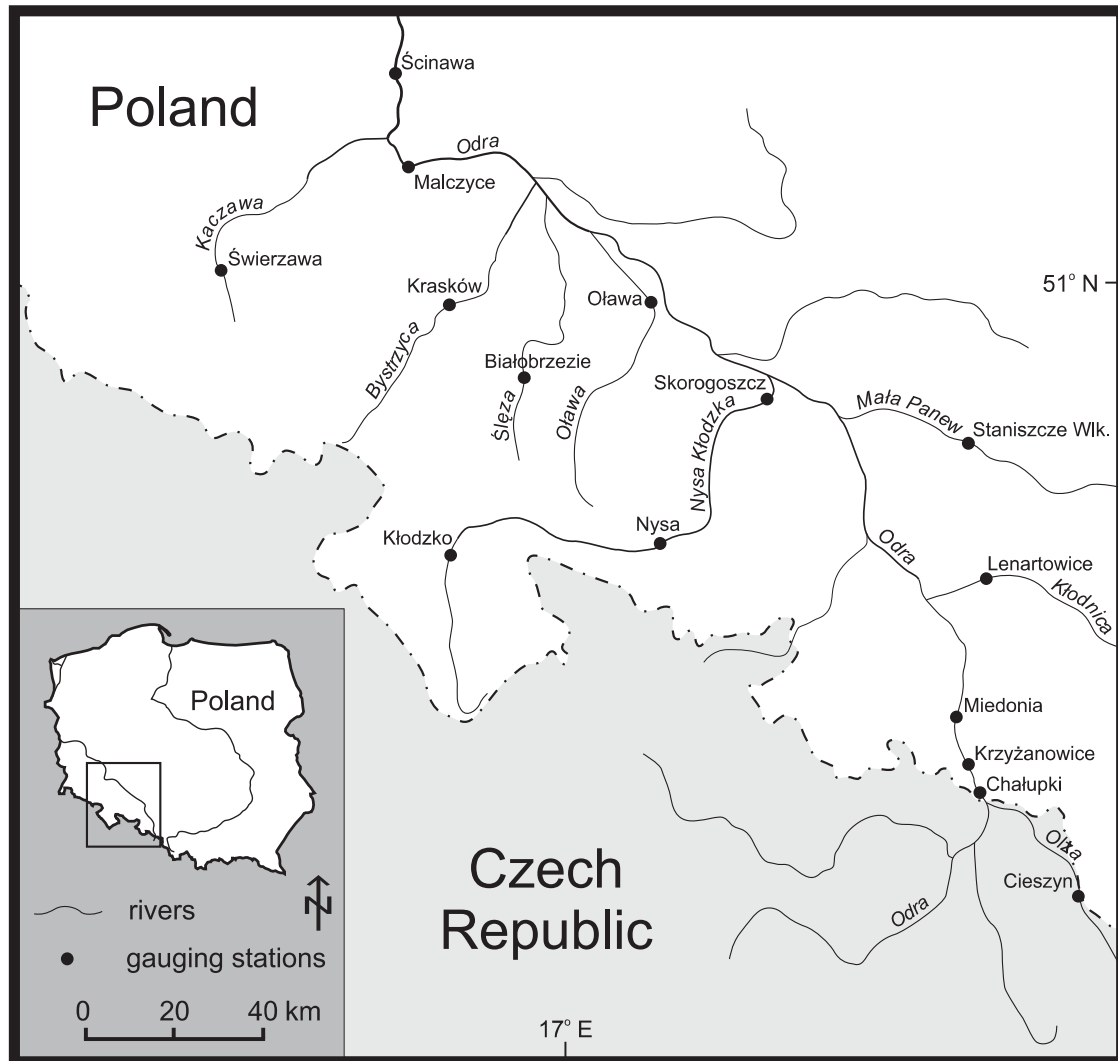 Ścinawa
Poland
Odra
Malczyce
Kaczawa
Świerzawa
51° N
Krasków
Oława
Bystrzyca
Białobrzezie
Skorogoszcz
Ślęza
Oława
Nysa Kłodzka
Mała Panew
Staniszcze Wlk.
Nysa
Kłodzko
Odra
Lenartowice
Kłodnica
Poland
Miedonia
Krzyżanowice
Chałupki
Olza
Cieszyn
Czech
Republic
Odra
N
rivers
gauging stations
0 20 40 km
17° E